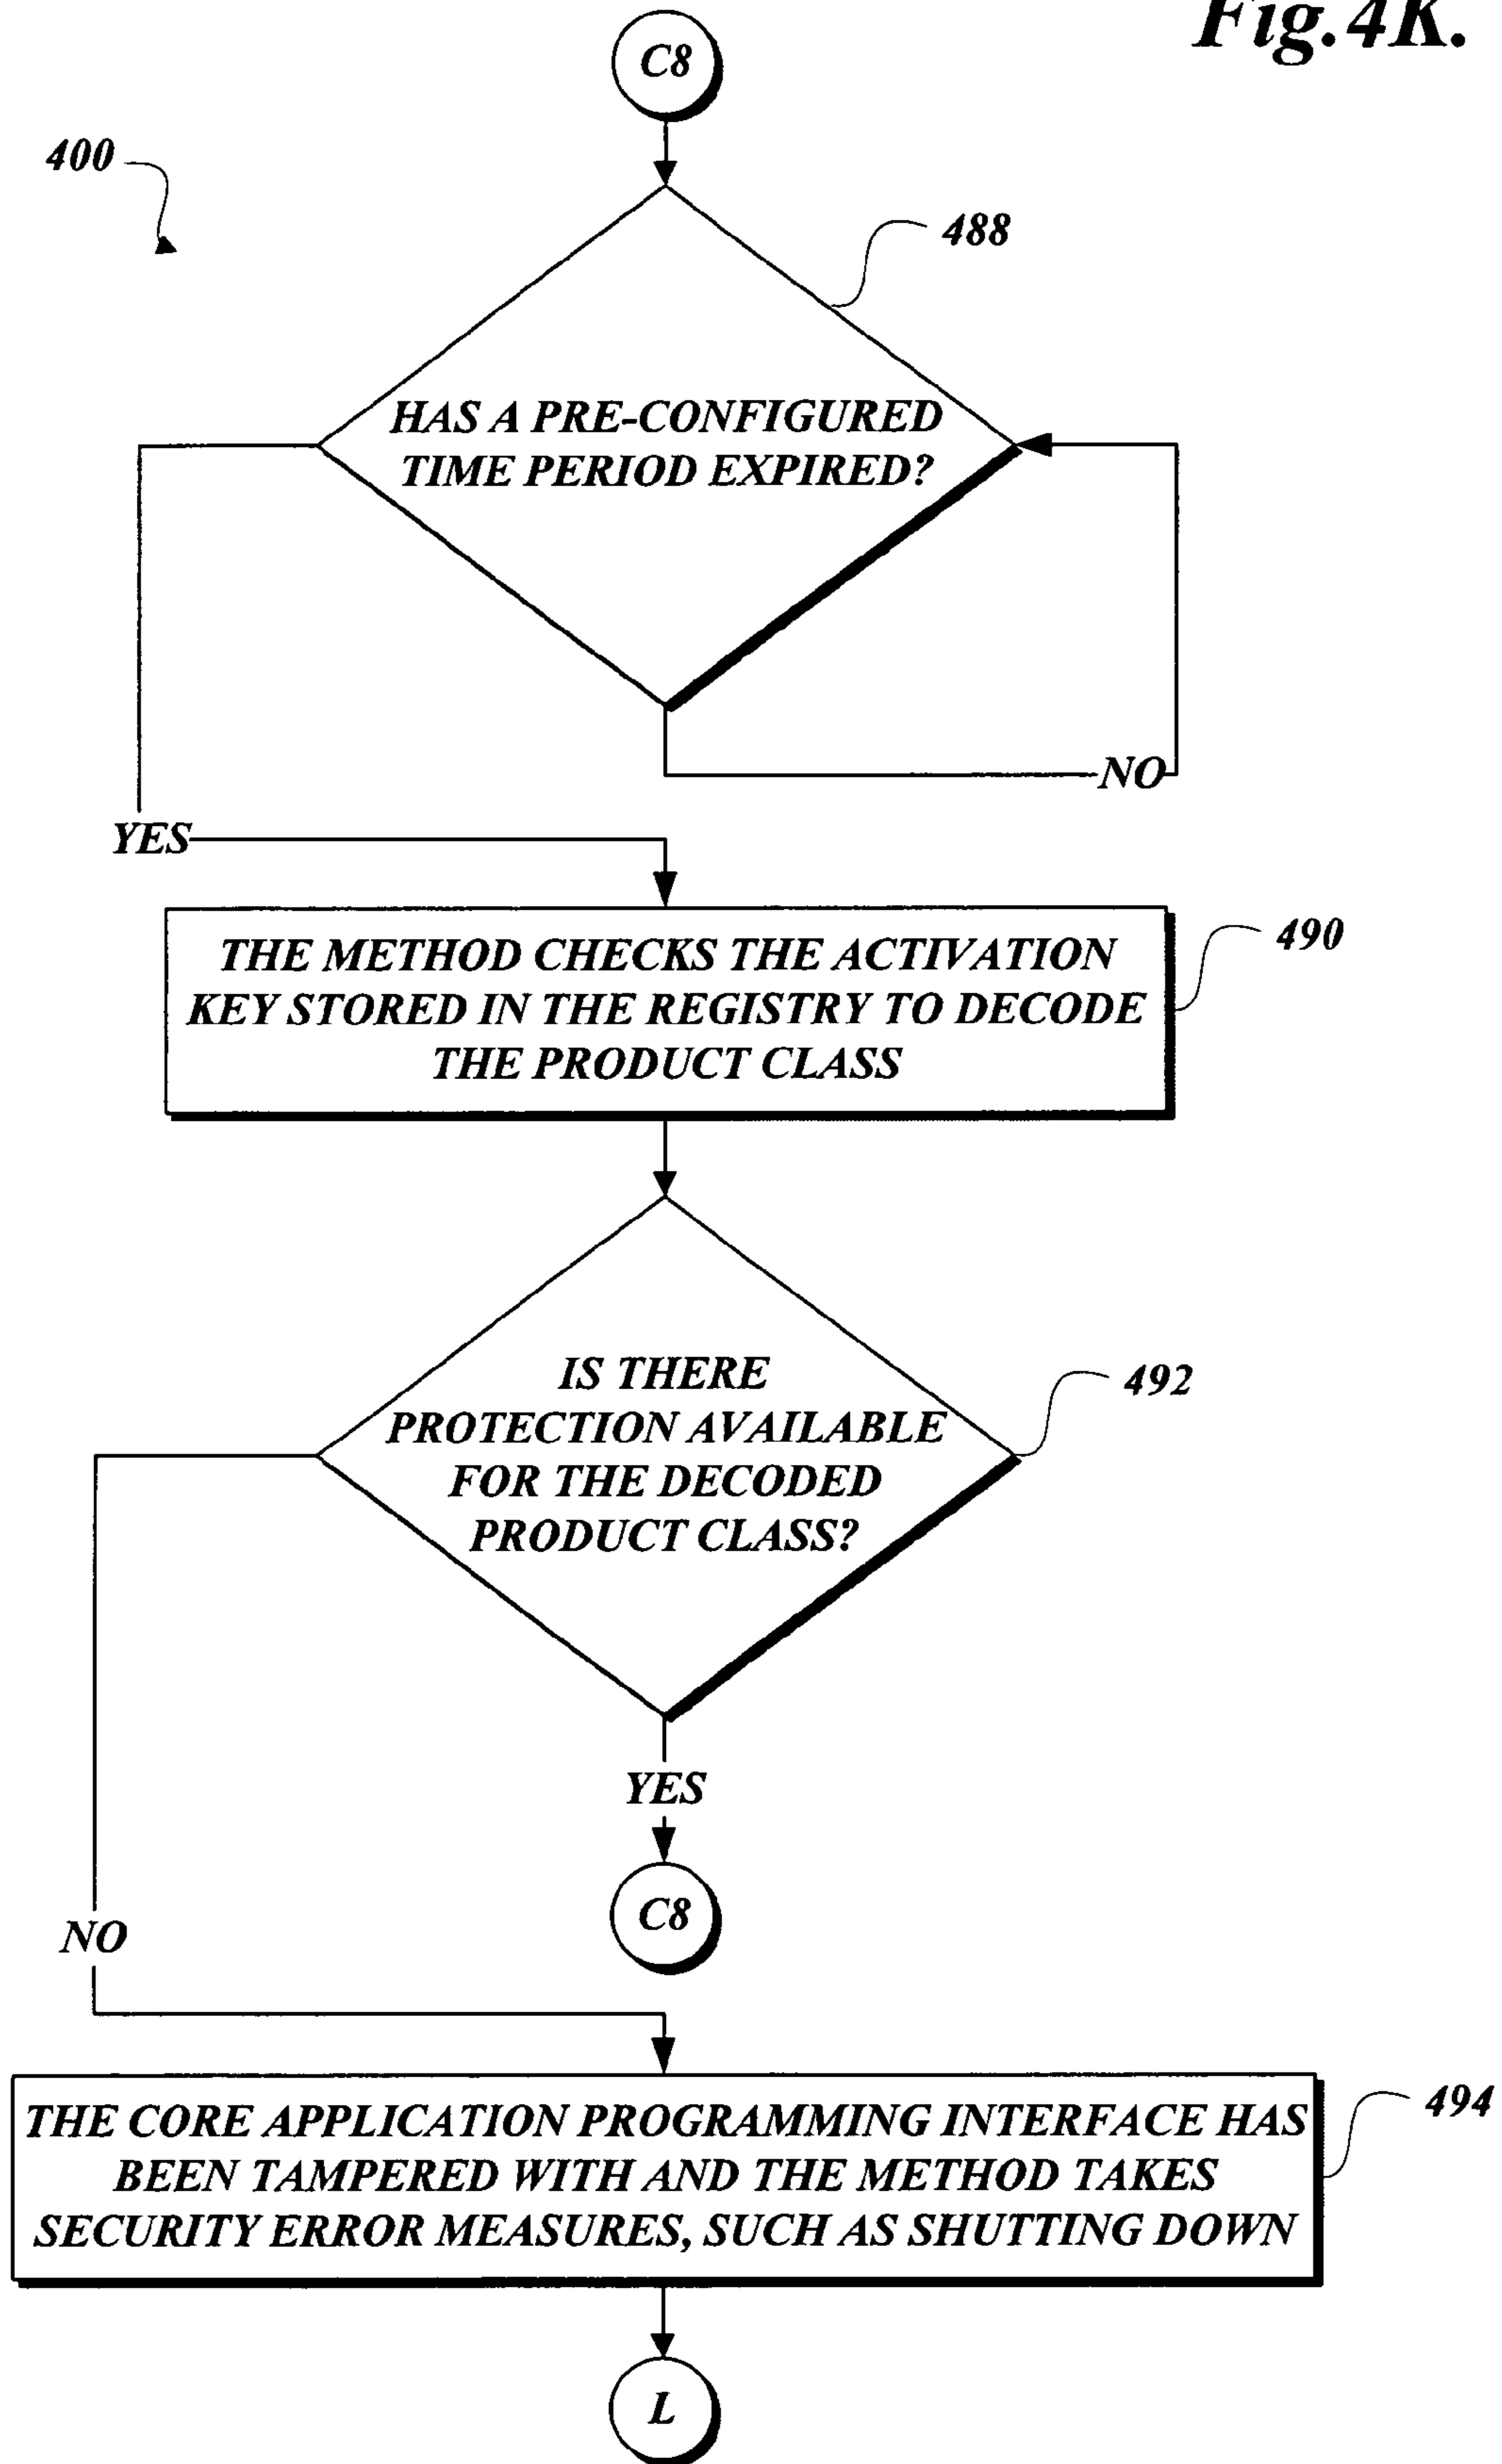 Fig.4K.
C8
400
488
HAS A PRE-CONFIGURED
TIME PERIOD EXPIRED?
NO
YES
490
THE METHOD CHECKS THE ACTIVATION
KEY STORED IN THE REGISTRY TO DECODE
THE PRODUCT CLASS
492
IS THERE
PROTECTION AVAILABLE
FOR THE DECODED
PRODUCT CLASS?
YES
C8
NO
494
THE CORE APPLICATION PROGRAMMING INTERFACE HAS
BEEN TAMPERED WITH AND THE METHOD TAKES
SECURITY ERROR MEASURES, SUCH AS SHUTTING DOWN
L